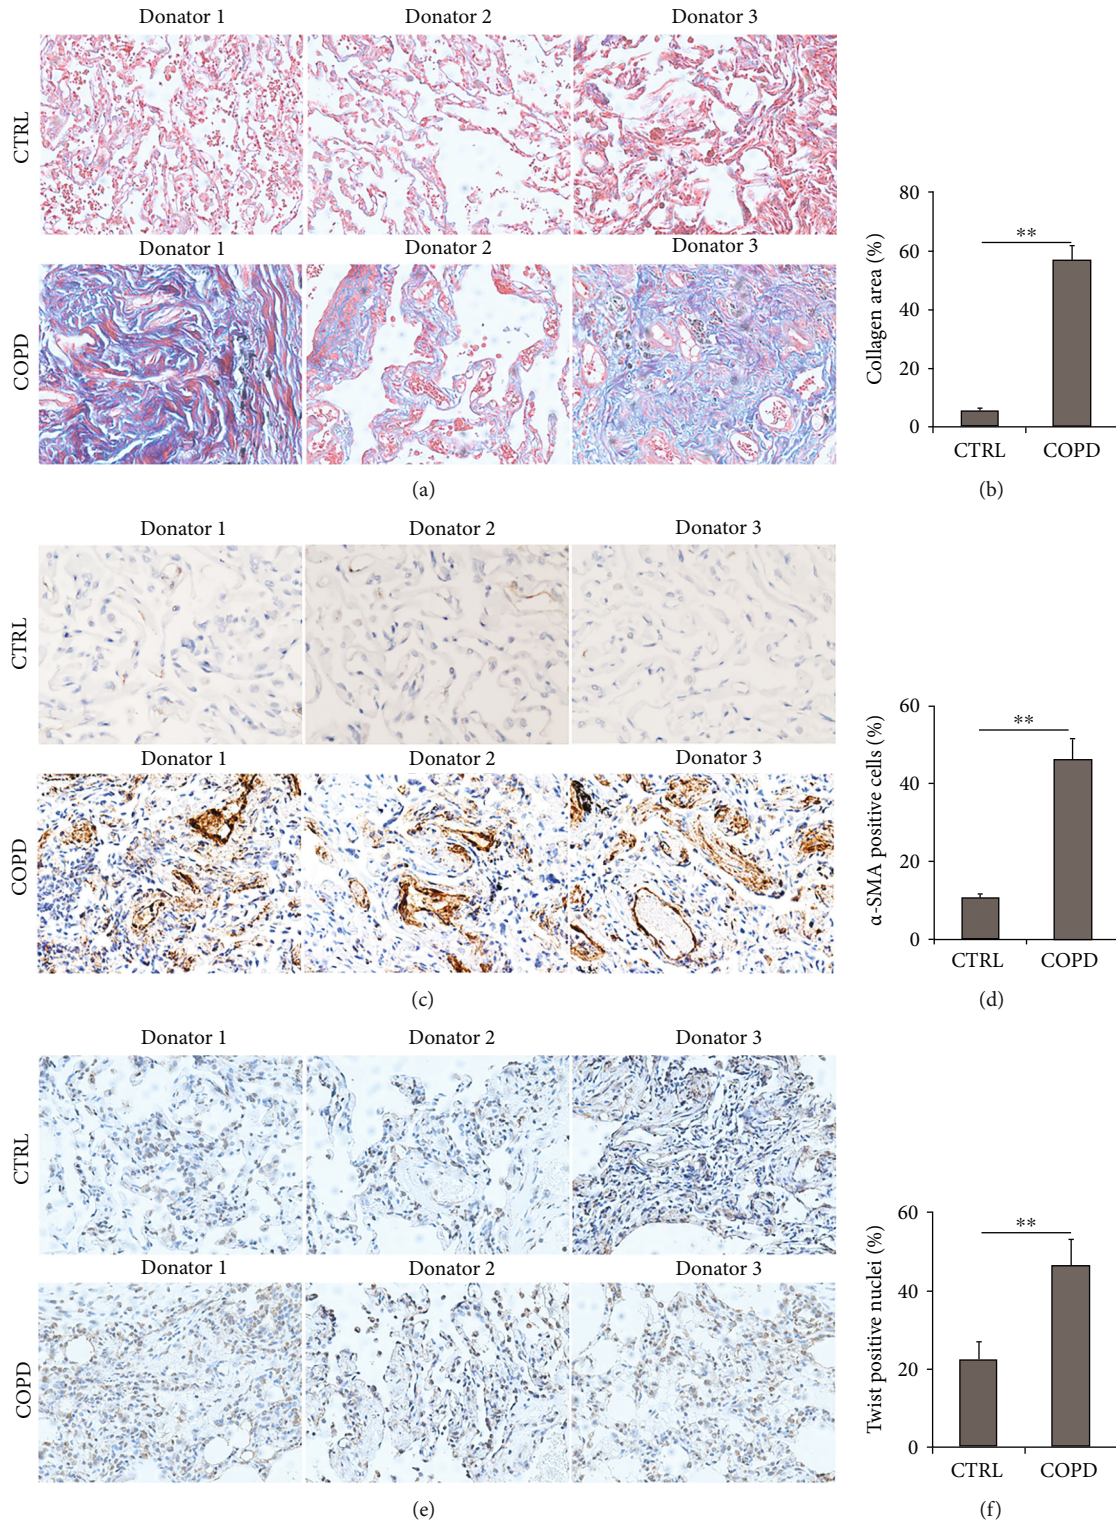 Donator 1 Donator 2 Donator 3
CTRL
Donator 1 Donator 2 Donator 3
COPD
(a)
80
60
40
20
0
Collagen area (%)
**
CTRL COPD
(b)
Donator 1 Donator 2 Donator 3
CTRL
Donator 1 Donator 2 Donator 3
COPD
(c)
60
40
20
0
α-SMA positive cells (%)
**
CTRL COPD
(d)
Donator 1 Donator 2 Donator 3
CTRL
Donator 1 Donator 2 Donator 3
COPD
(e)
60
40
20
0
Twist positive nuclei (%)
**
CTRL COPD
(f)